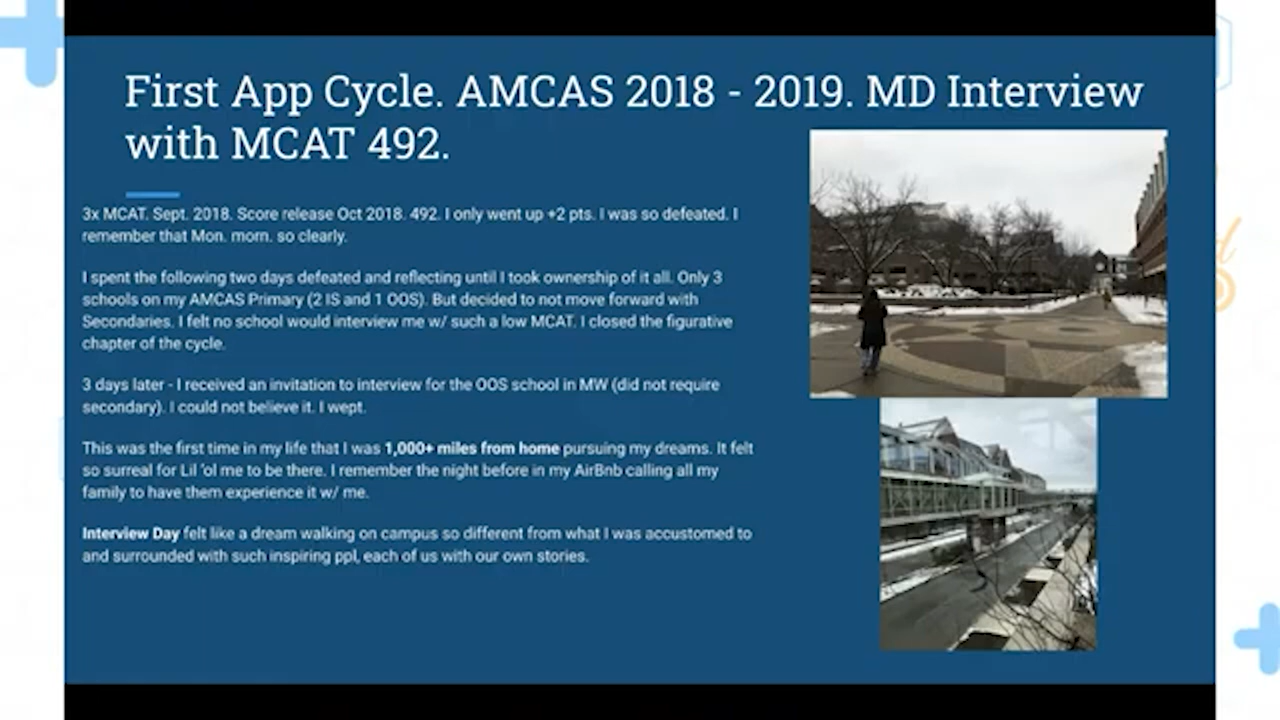 First App Cycle. AMCAS 2018 - 2019. MD Interview
with MCAT 492.
3x MCAT. Sept. 2018. Score release Oct 2018. 492. I only went up +2 pts. I was so defeated. I
remember that Mon. morn. so clearly.
I spent the following two days defeated and reflecting until I took ownership of it all. Only 3
schools on my AMCAS Primary (2 IS and 1 OOS). But decided to not move forward with
Secondaries. I felt no school would interview me w/ such a low MCAT. I closed the figurative
chapter of the cycle.
3 days later - I received an invitation to interview for the OOS school in MW (did not require
secondary). I could not believe it. I wept.
This was the first time in my life that I was 1,000+ miles from home pursuing my dreams. It felt
so surreal for Lil 'ol me to be there. I remember the night before in my AirBnb calling all my
family to have them experience it w/ me.
Interview Day felt like a dream walking on campus so different from what I was accustomed to
and surrounded with such inspiring ppl, each of us with our own stories.